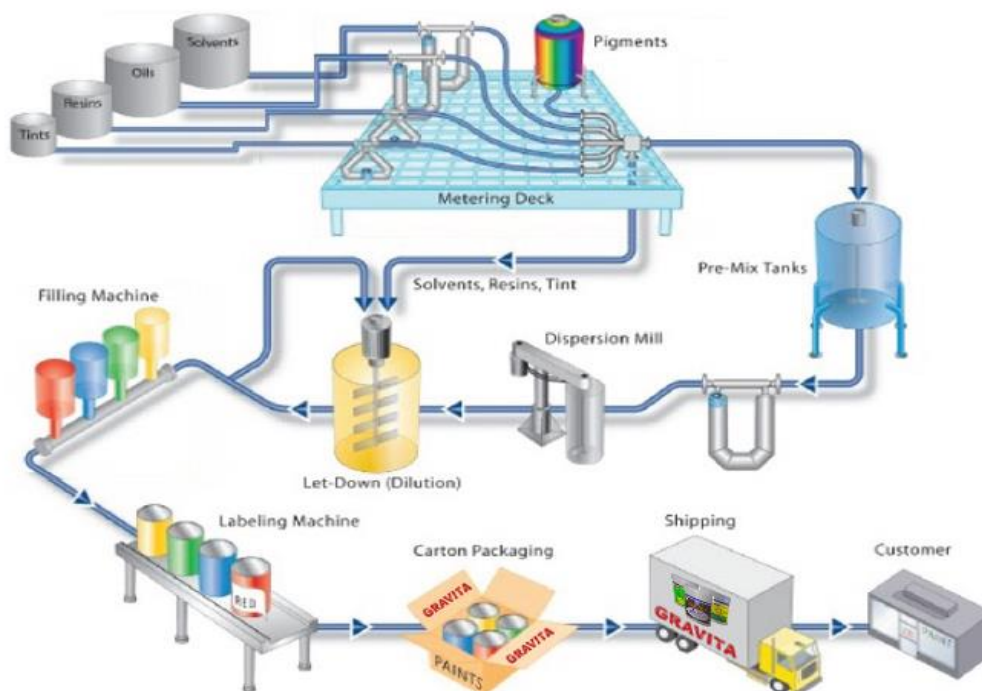 Solvents
Oils
Resins
Tints
Pigments
Metering Deck
Pre-Mix Tanks
Solvents, Resins, Tint
Filling Machine
Dispersion Mill
Let-Down (Dilution)
Labeling Machine
RED
Carton Packaging
GRAVITA
GRAVITA
PAINTS
Shipping
GRAVITA
Customer
PAINT